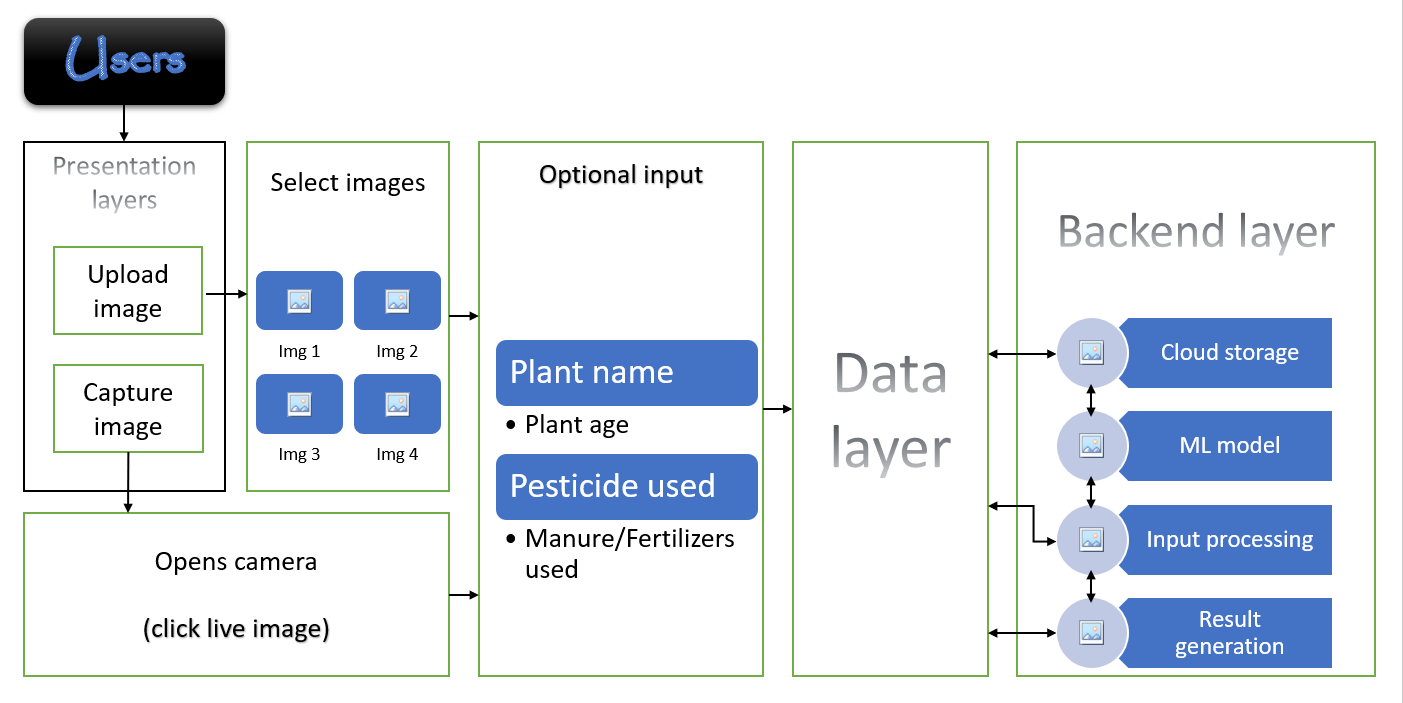 Users
Presentation
layers
Upload
image
Capture
image
Select images
Img 1
Img 2
Img 3
Img 4
Opens camera
(click live image)
Optional input
Plant name
• Plant age
Pesticide used
• Manure/Fertilizers
used
Data
layer
Backend layer
Cloud storage
ML model
Input processing
Result
generation